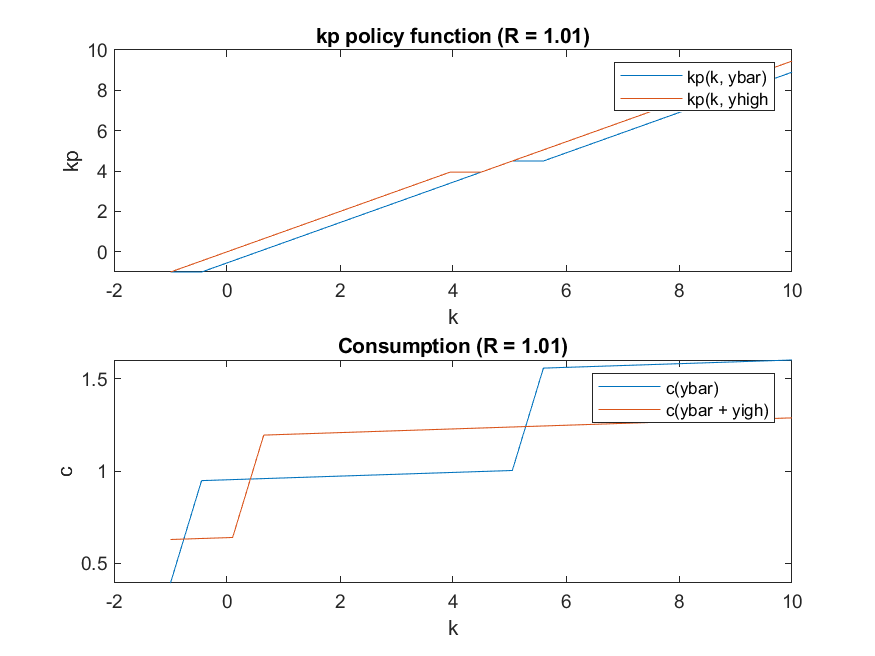 kp policy function (R = 1.01)
10
8
6
4
2
0
kp
-2 0 2 4 6 8 10
k
kp(k, ybar)
kp(k, yhigh
Consumption (R = 1.01)
1.5
1
0.5
c
-2 0 2 4 6 8 10
k
c(ybar)
c(ybar + yigh)